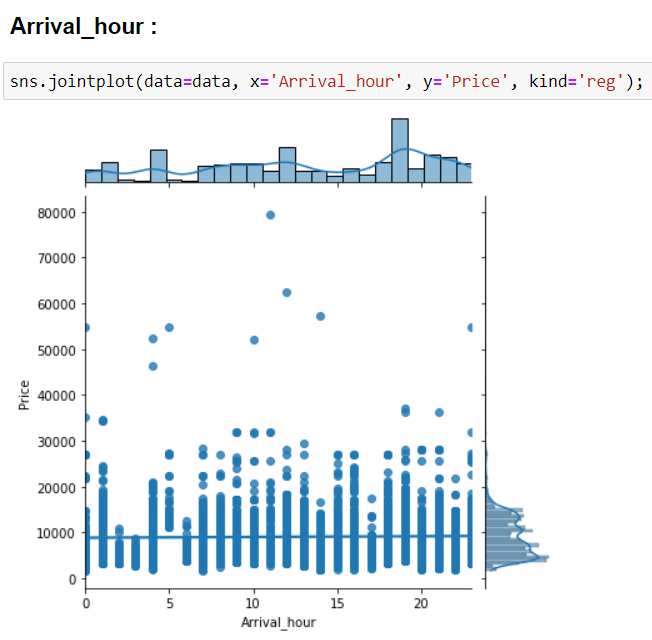 Arrival_hour :
sns.jointplot(data=data, x='Arrival_hour', y='Price', kind='reg');
80000
70000
60000
50000
40000
30000
20000
10000
0
Price
0 5 10 15 20
Arrival_hour